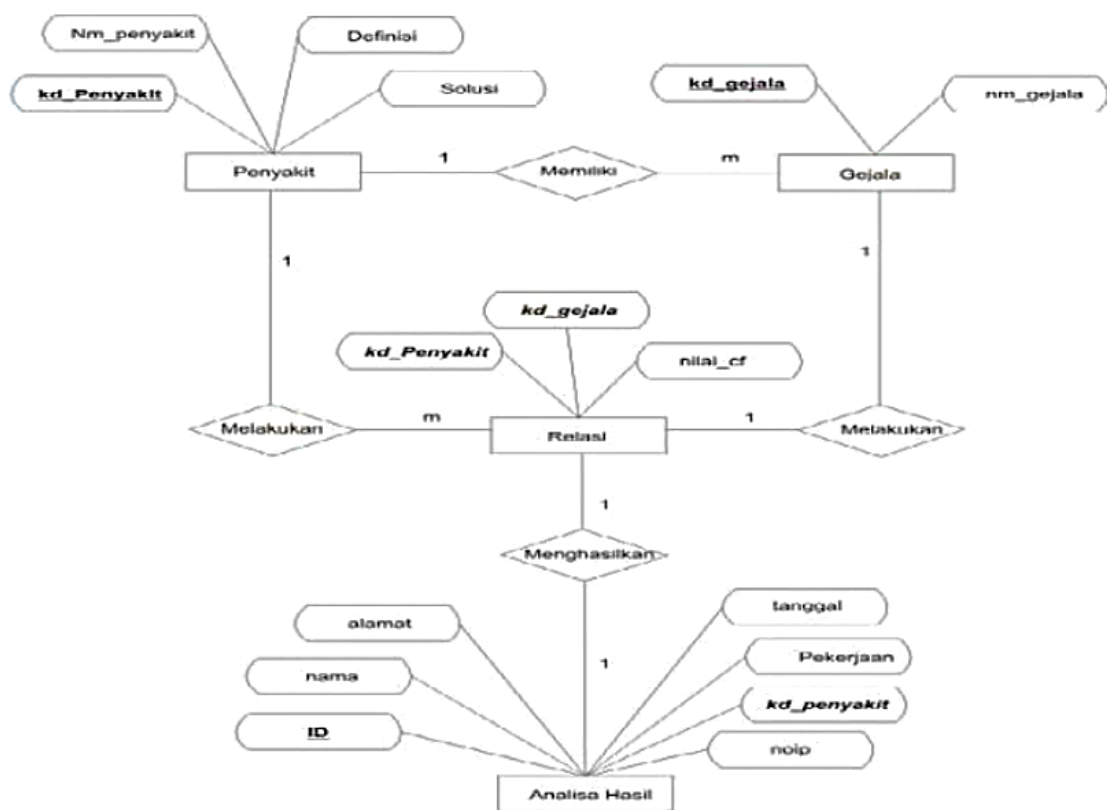 Nm_penyakit
Definisi
kd_Penyakit
Solusi
kd_gejala
nm_gejala
Penyakit
1
Memiliki
m
Gejala
1
1
kd_gejala
kd_Penyakit
nilai_cf
Melakukan
m
Relasi
1
Melakukan
1
Menghasilkan
alamat
tanggal
1
nama
Pekerjaan
ID
kd_penyakit
noip
Analisa Hasil